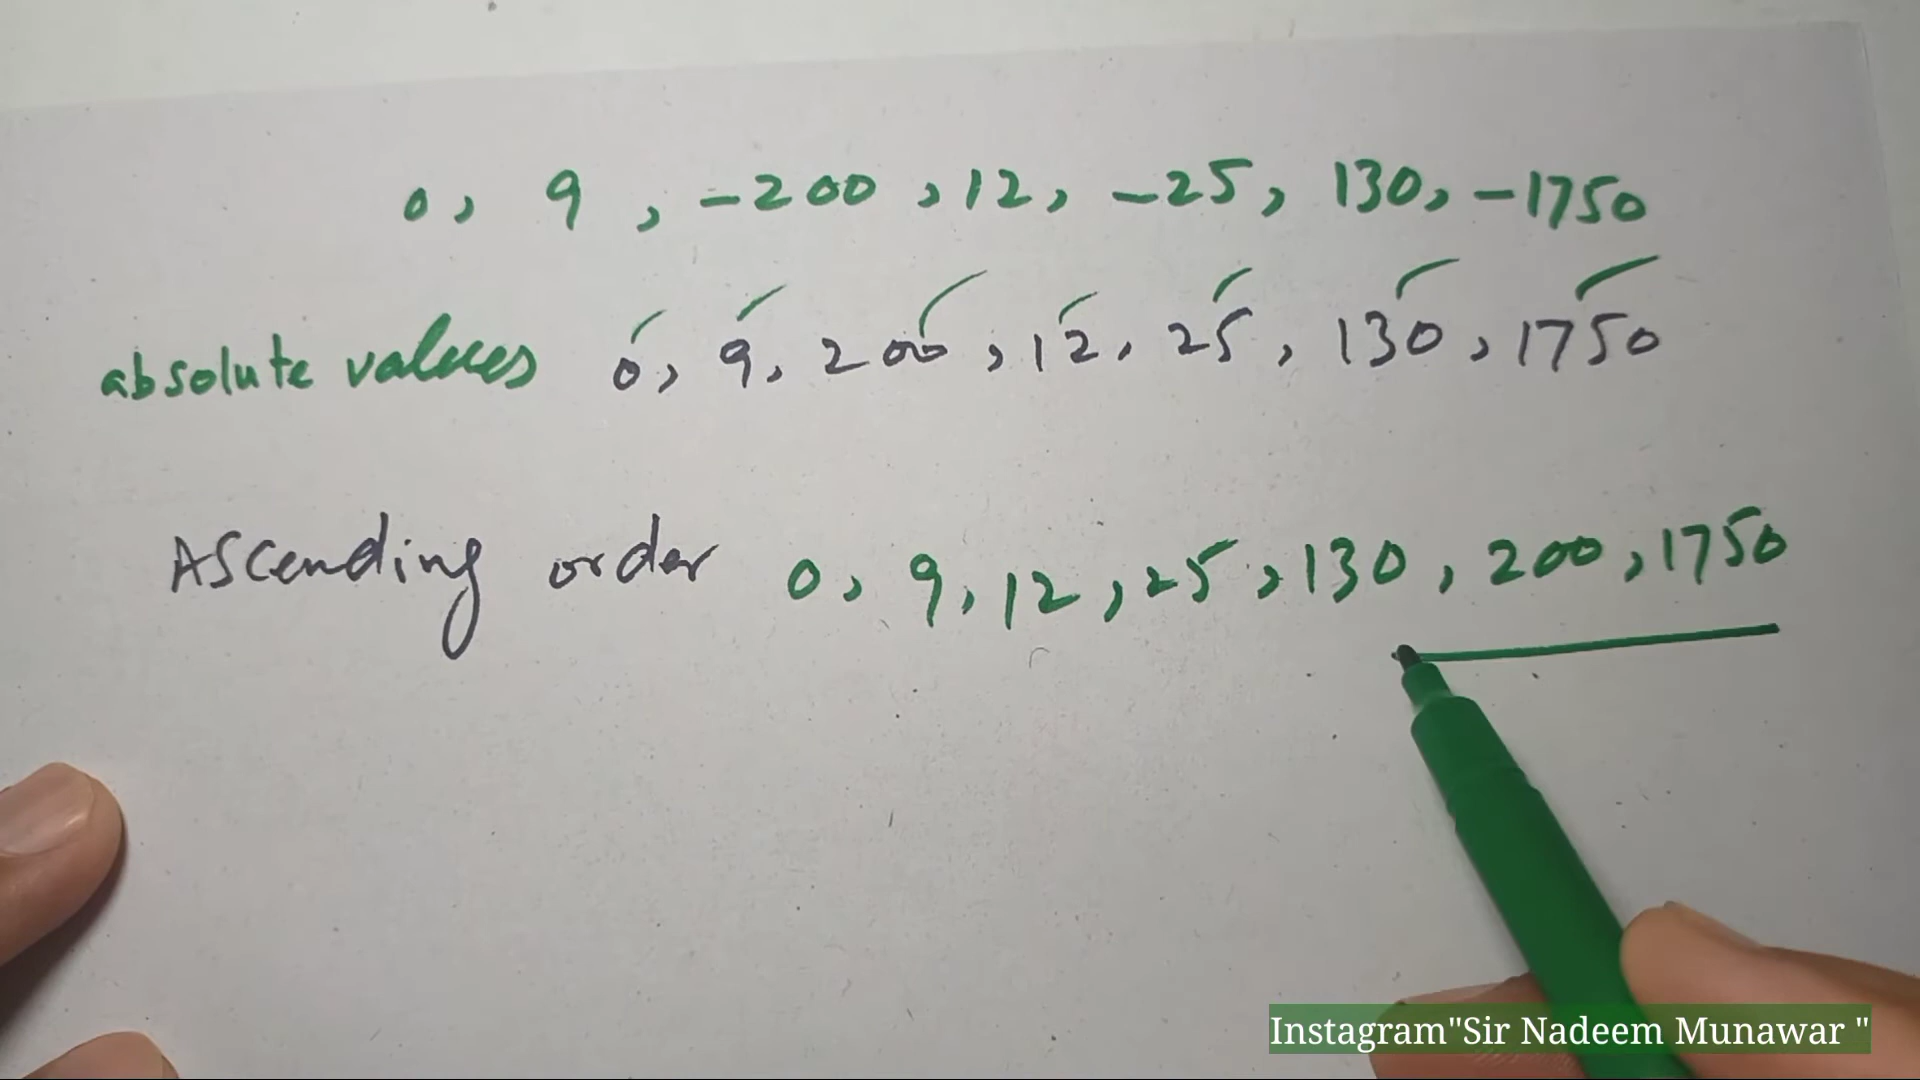 0, 9, -200, 12, -25, 130, -1750
absolute values 0, 9, 200, 12, 25, 130, 1750
Ascending order 0, 9, 12, 25, 130, 200, 1750
Instagram"Sir Nadeem Munawar "